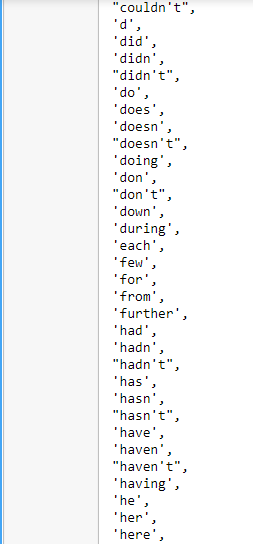 "couldn't",
'd',
'did',
'didn',
"didn't",
'do',
'does',
'doesn',
"doesn't",
'doing',
'don',
"don't",
'down',
'during',
'each',
'few',
'for',
'from',
'further',
'had',
'hadn',
"hadn't",
'has',
'hasn',
"hasn't",
'have',
'haven',
"haven't",
'having',
'he',
'her',
'here',